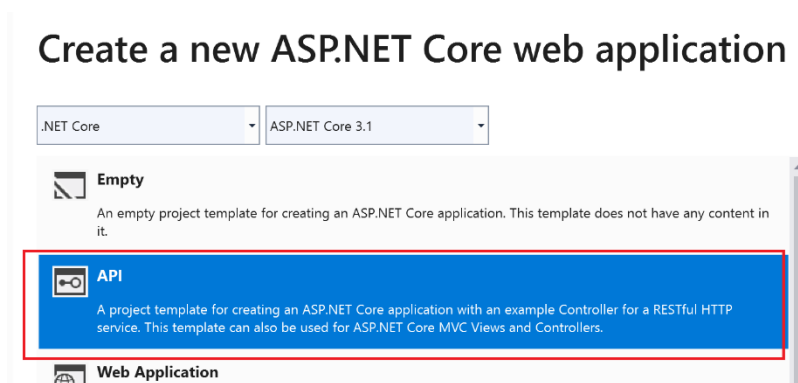 Create a new ASP.NET Core web application
.NET Core ASP.NET Core 3.1
Empty
An empty project template for creating an ASP.NET Core application. This template does not have any content in
it.
API
A project template for creating an ASP.NET Core application with an example Controller for a RESTful HTTP
service. This template can also be used for ASP.NET Core MVC Views and Controllers.
Web Application